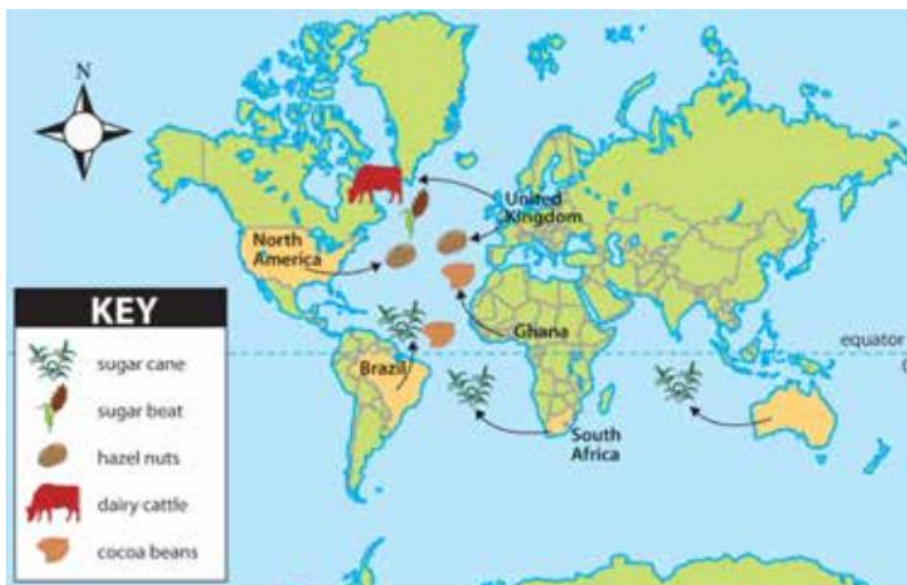 N
United
Kingdom
North
America
Ghana
equator
Brazil
South
Africa
KEY
sugar cane
sugar beat
hazel nuts
dairy cattle
cocoa beans